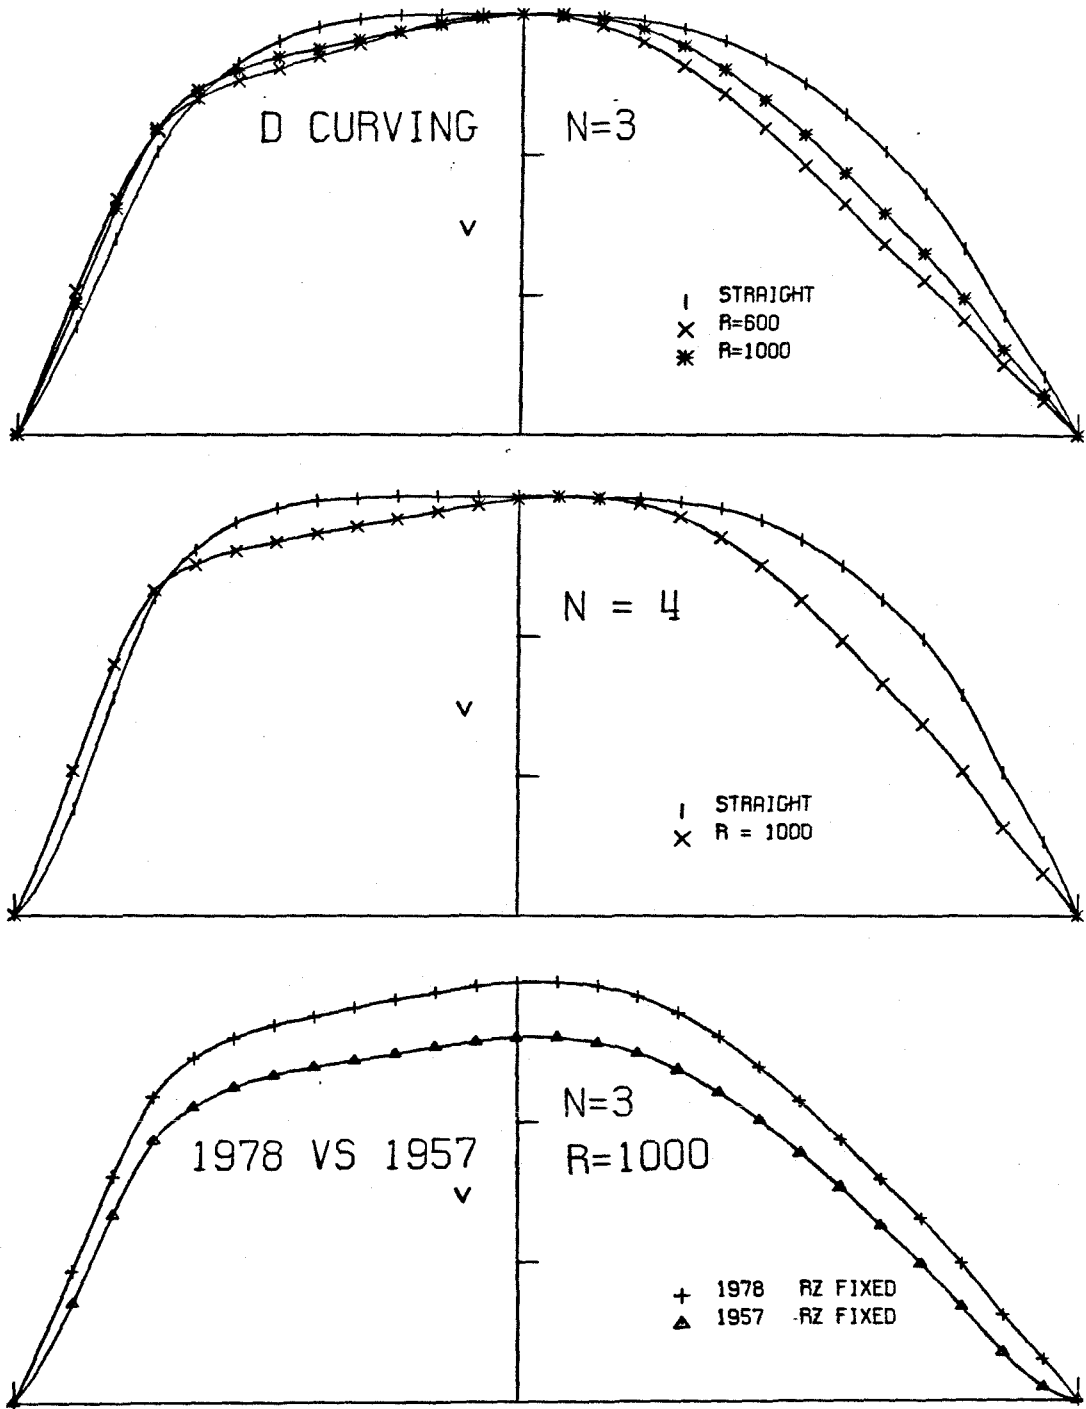 D CURVING N=3
V
STRAIGHT
R=600
R=1000
N = 4
V
STRAIGHT
R = 1000
N=3
1978 VS 1957 R=1000
V
1978 RZ FIXED
1957 RZ FIXED